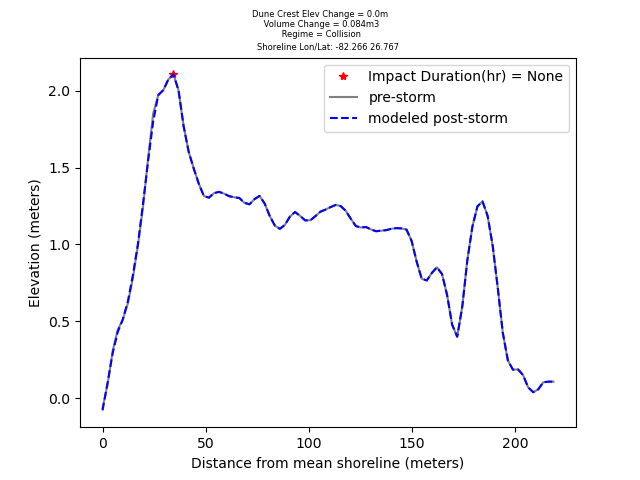 Dune Crest Elev Change = 0.0m
Volume Change = 0.084m3
Regime = Collision
Shoreline Lon/Lat: -82.266 26.767
Impact Duration(hr) = None
pre-storm
modeled post-storm
2.0
1.5
1.0
0.5
0.0
Elevation (meters)
0
50
100
150
200
Distance from mean shoreline (meters)